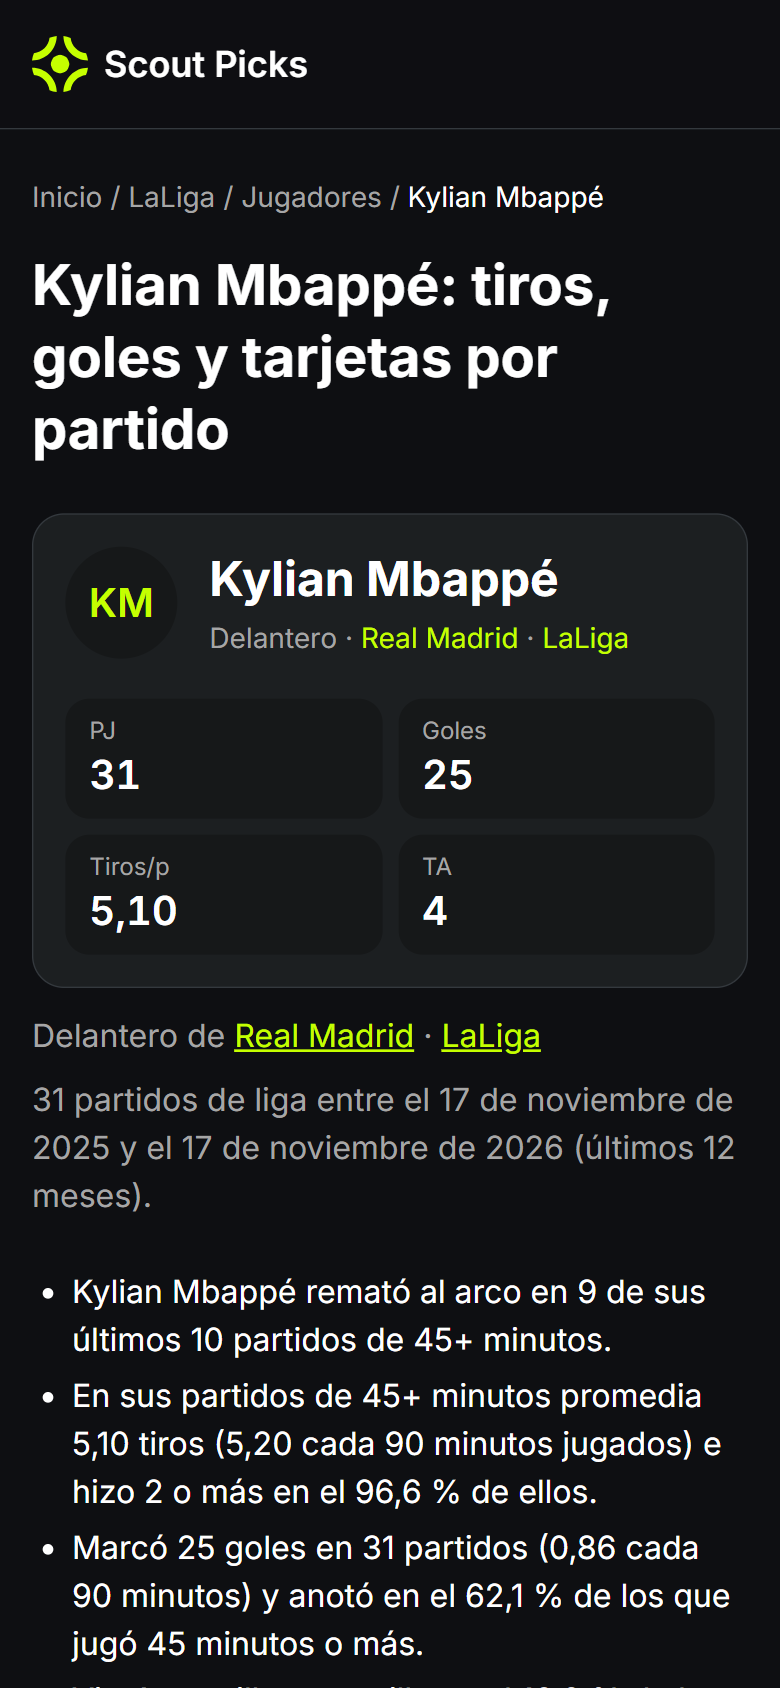 Scout Picks
Inicio / LaLiga / Jugadores / Kylian Mbappé
Kylian Mbappé: tiros,
goles y tarjetas por
partido
KM
Kylian Mbappé
Delantero · Real Madrid · LaLiga
PJ
31
Goles
25
Tiros/p
5,10
TA
4
Delantero de Real Madrid · LaLiga
31 partidos de liga entre el 17 de noviembre de
2025 y el 17 de noviembre de 2026 (últimos 12
meses).
• Kylian Mbappé remató al arco en 9 de sus
últimos 10 partidos de 45+ minutos.
• En sus partidos de 45+ minutos promedia
5,10 tiros (5,20 cada 90 minutos jugados) e
hizo 2 o más en el 96,6 % de ellos.
• Marcó 25 goles en 31 partidos (0,86 cada
90 minutos) y anotó en el 62,1 % de los que
jugó 45 minutos o más.